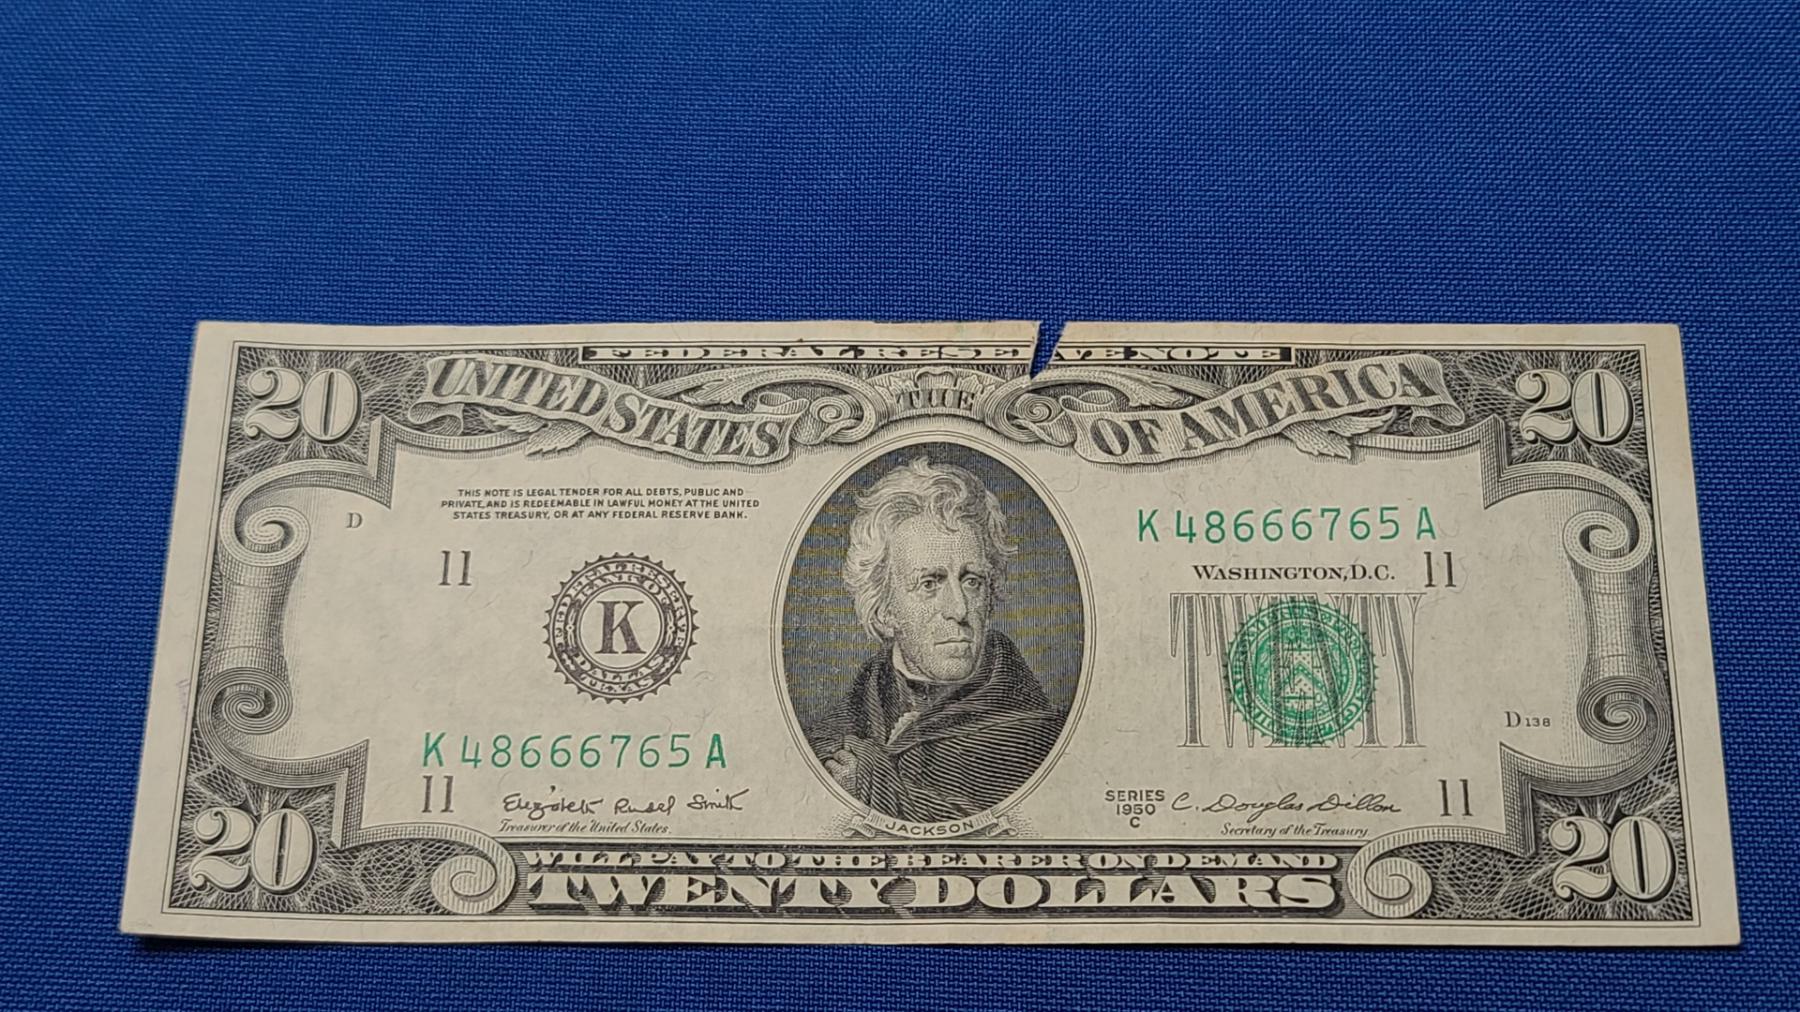 FEDERAL RESE VE NOTE
20 20
THE
UNITED STATES OF AMERICA
THIS NOTE IS LEGAL TENDER FOR ALL DEBTS, PUBLIC AND
PRIVATE, AND IS REDEEMABLE IN LAWFUL MONEY AT THE UNITED
STATES TREASURY, OR AT ANY FEDERAL RESERVE BANK.
D
K 48666765 A
11
WASHINGTON, D.C. 11
K
TWENTY
D 138
K 48666765 A
11
Elizabeth Rudel Smith
Treasurer of the United States.
JACKSON
SERIES
1950
C
C. Douglas Dillon
Secretary of the Treasury.
11
WILL PAY TO THE BEARER ON DEMAND
TWENTY DOLLARS
20 20